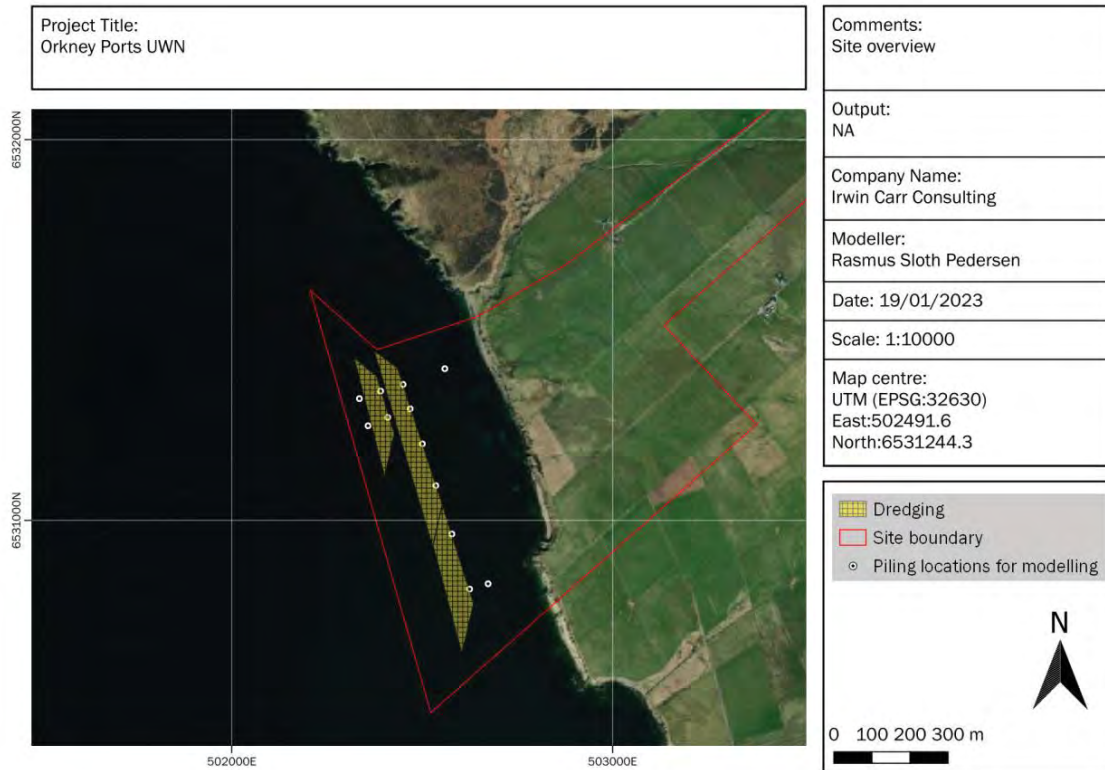 Project Title:
Orkney Ports UWN
Comments:
Site overview
Output:
NA
Company Name:
Irwin Carr Consulting
Modeller:
Rasmus Sloth Pedersen
Date: 19/01/2023
Scale: 1:10000
Map centre:
UTM (EPSG:32630)
East:502491.6
North:6531244.3
6532000N
6531000N
502000E
503000E
Dredging
Site boundary
Piling locations for modelling
N
0 100 200 300 m